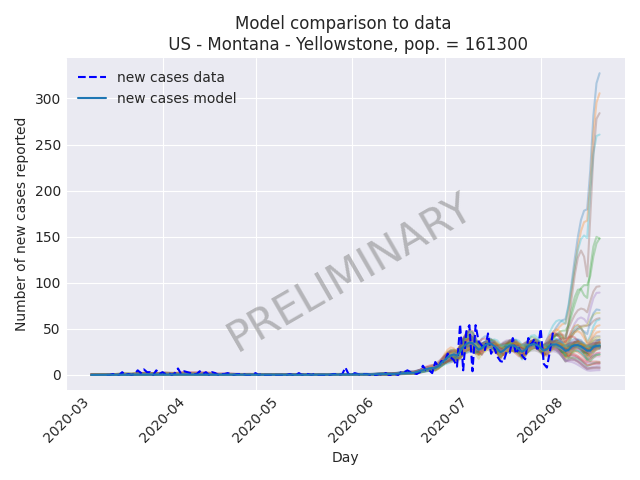 Model comparison to data
US - Montana - Yellowstone, pop. = 161300
new cases data
new cases model
Number of new cases reported
300
250
200
150
100
50
0
PRELIMINARY
2020-03
2020-04
2020-05
2020-06
2020-07
2020-08
Day